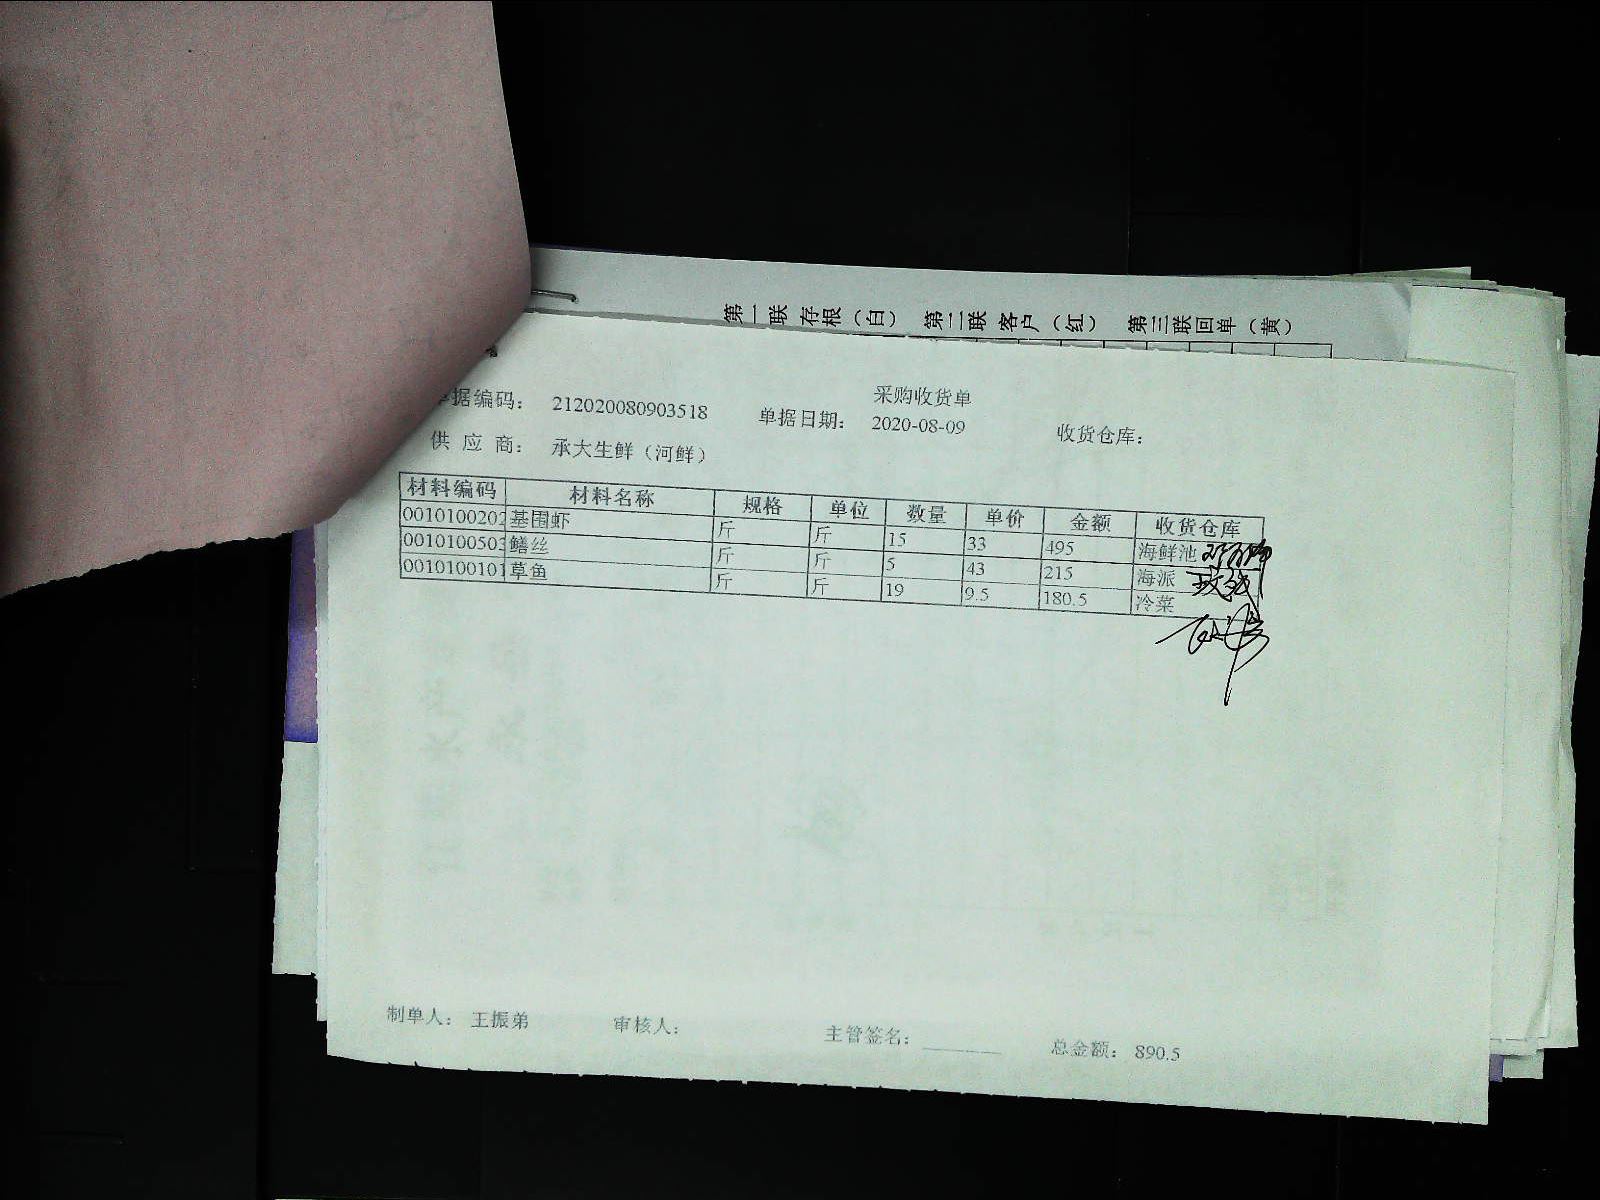 第一联 存根（白） 第二联 客户（红） 第三联回单（黄）
采购收货单
据编码： 212020080903518 单据日期： 2020-08-09 收货仓库：
供 应 商： 承大生鲜（河鲜）
材料编码 材料名称 规格 单位 数量 单价 金额 收货仓库
0010100202 基围虾 斤 斤 15 33 495 海鲜池
0010100503 鳝丝 斤 斤 5 43 215 海派
0010100101 草鱼 斤 斤 19 9.5 180.5 冷菜
制单人： 王振弟 审核人： 主管签名： 总金额： 890.5